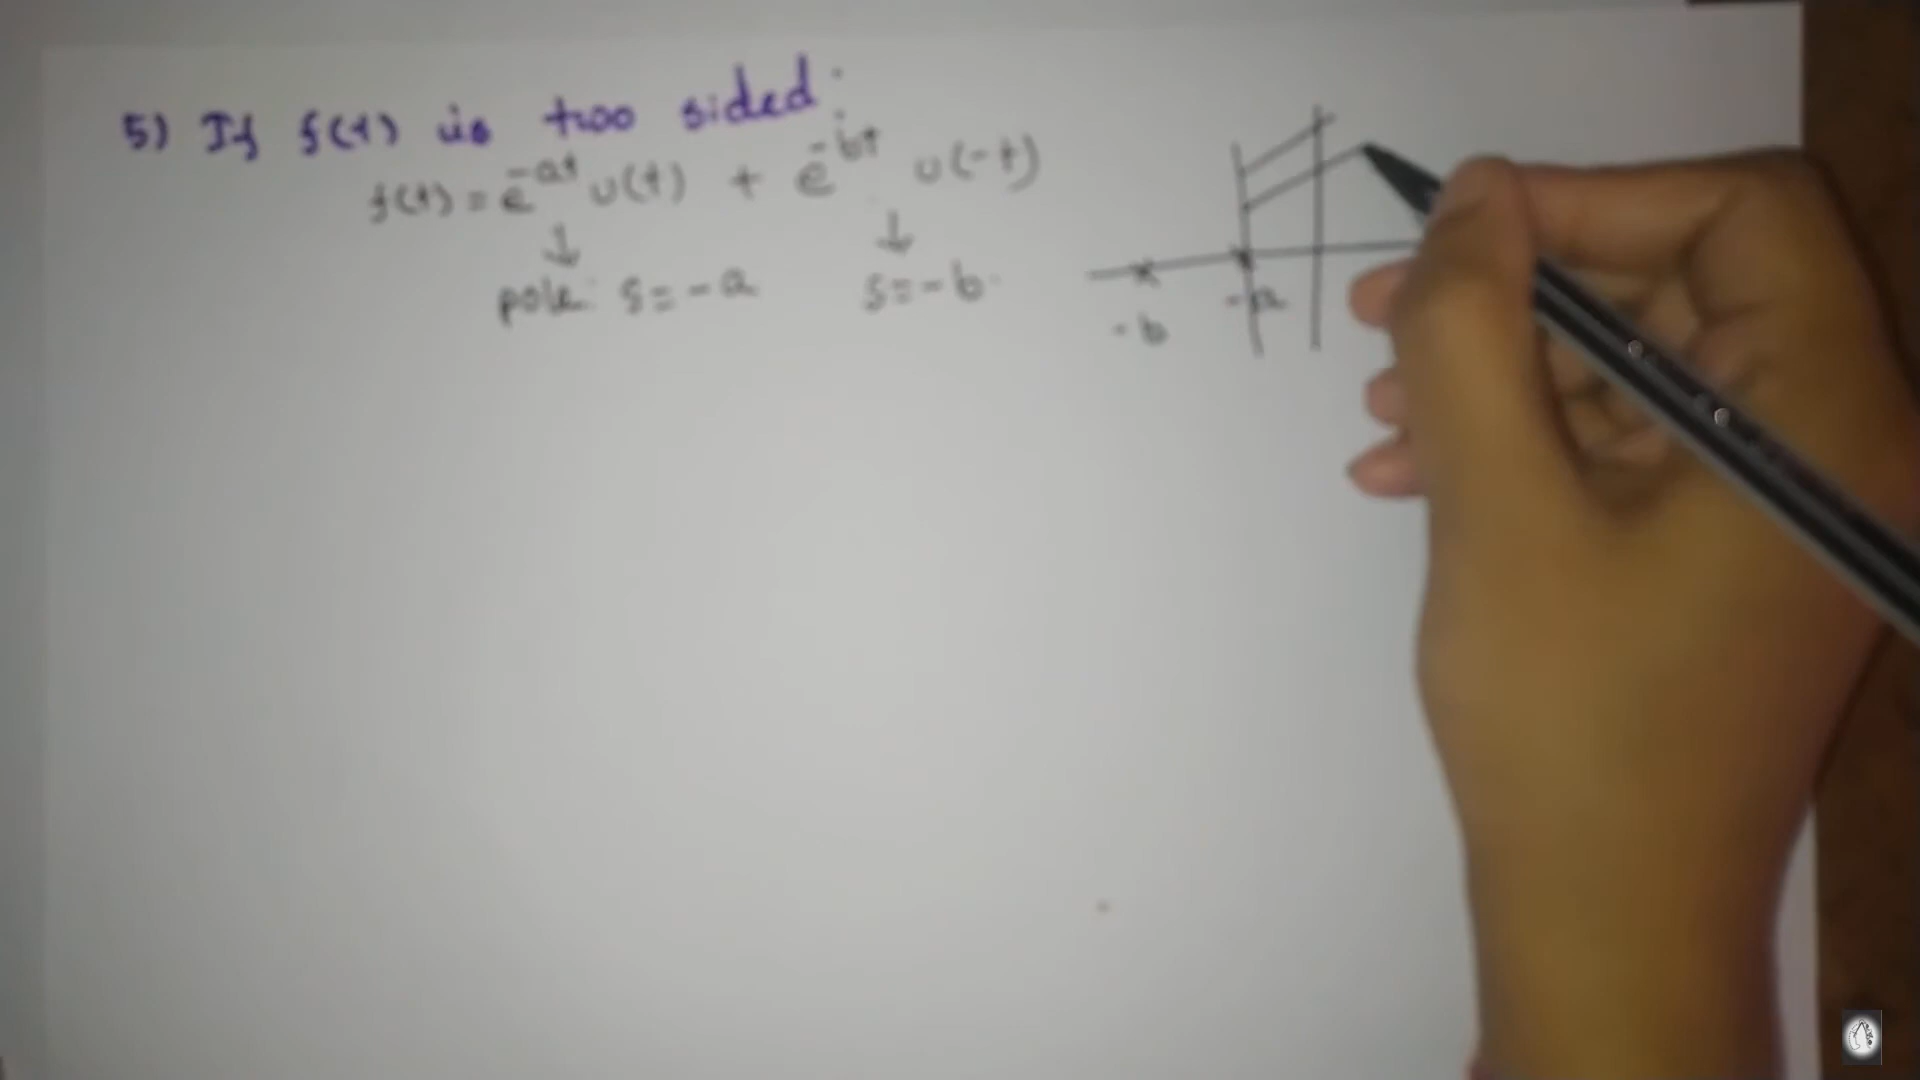 5) If f(t) is two sided:
f(t) = e^-at u(t) + e^-bt u(-t)
↓ ↓
pole: s=-a s=-b
-b -a